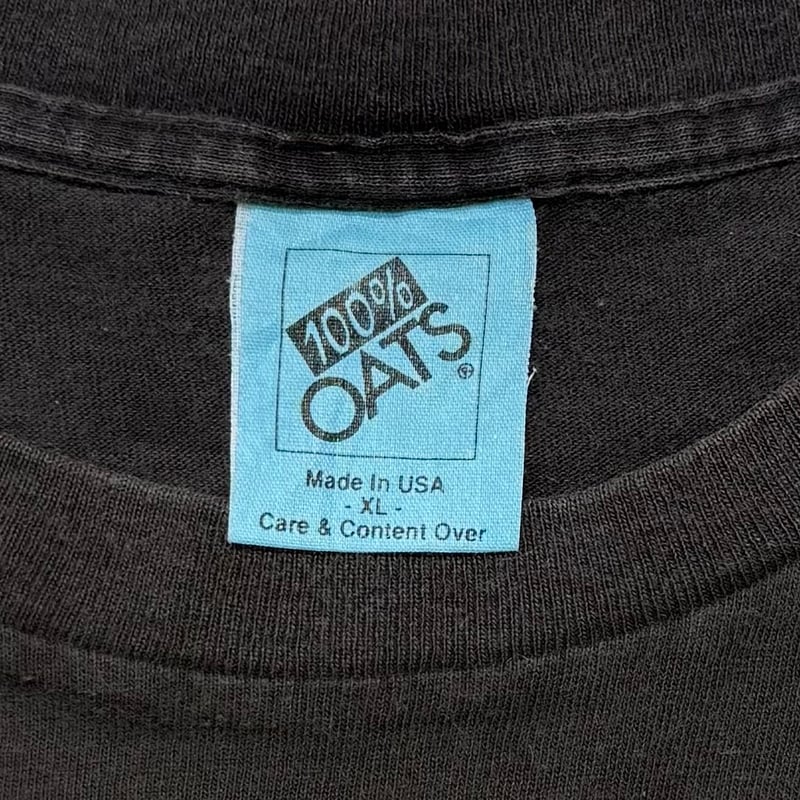 100%
OATS®
Made In USA
- XL -
Care & Content Over